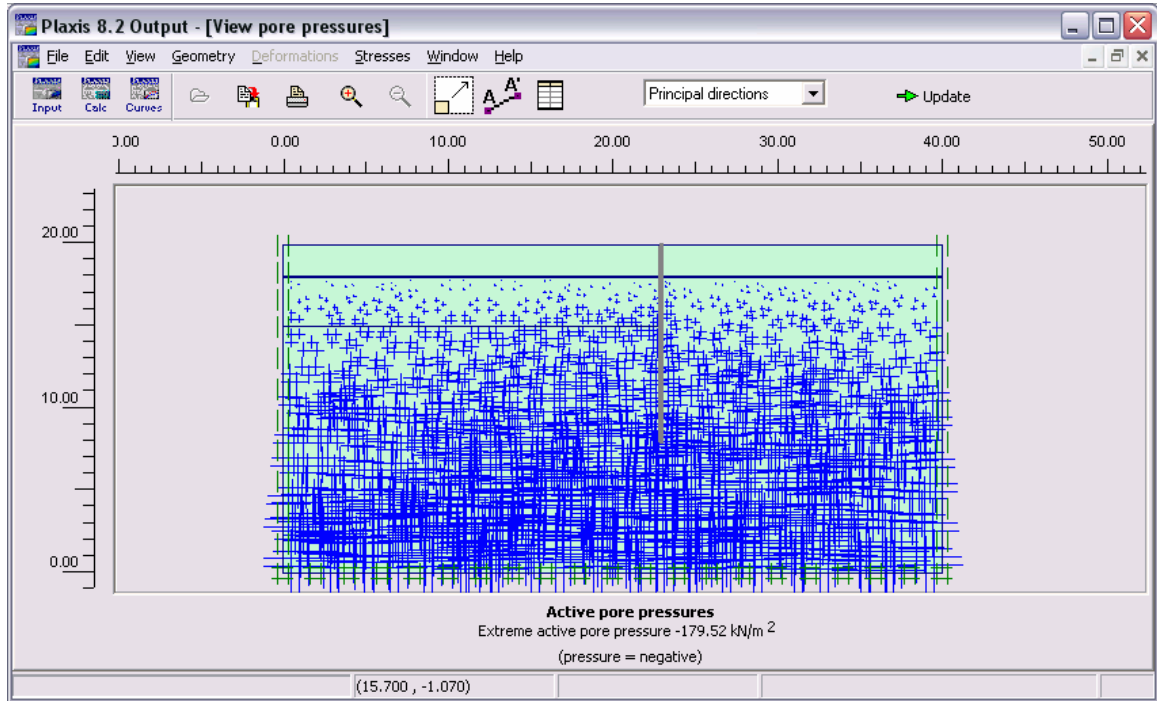 Plaxis 8.2 Output - [View pore pressures]
File Edit View Geometry Deformations Stresses Window Help
Input Calc Curves Principal directions Update
0.00 0.00 10.00 20.00 30.00 40.00 50.00
20.00
10.00
0.00
Active pore pressures
Extreme active pore pressure -179.52 kN/m 2
(pressure = negative)
(15.700 , -1.070)